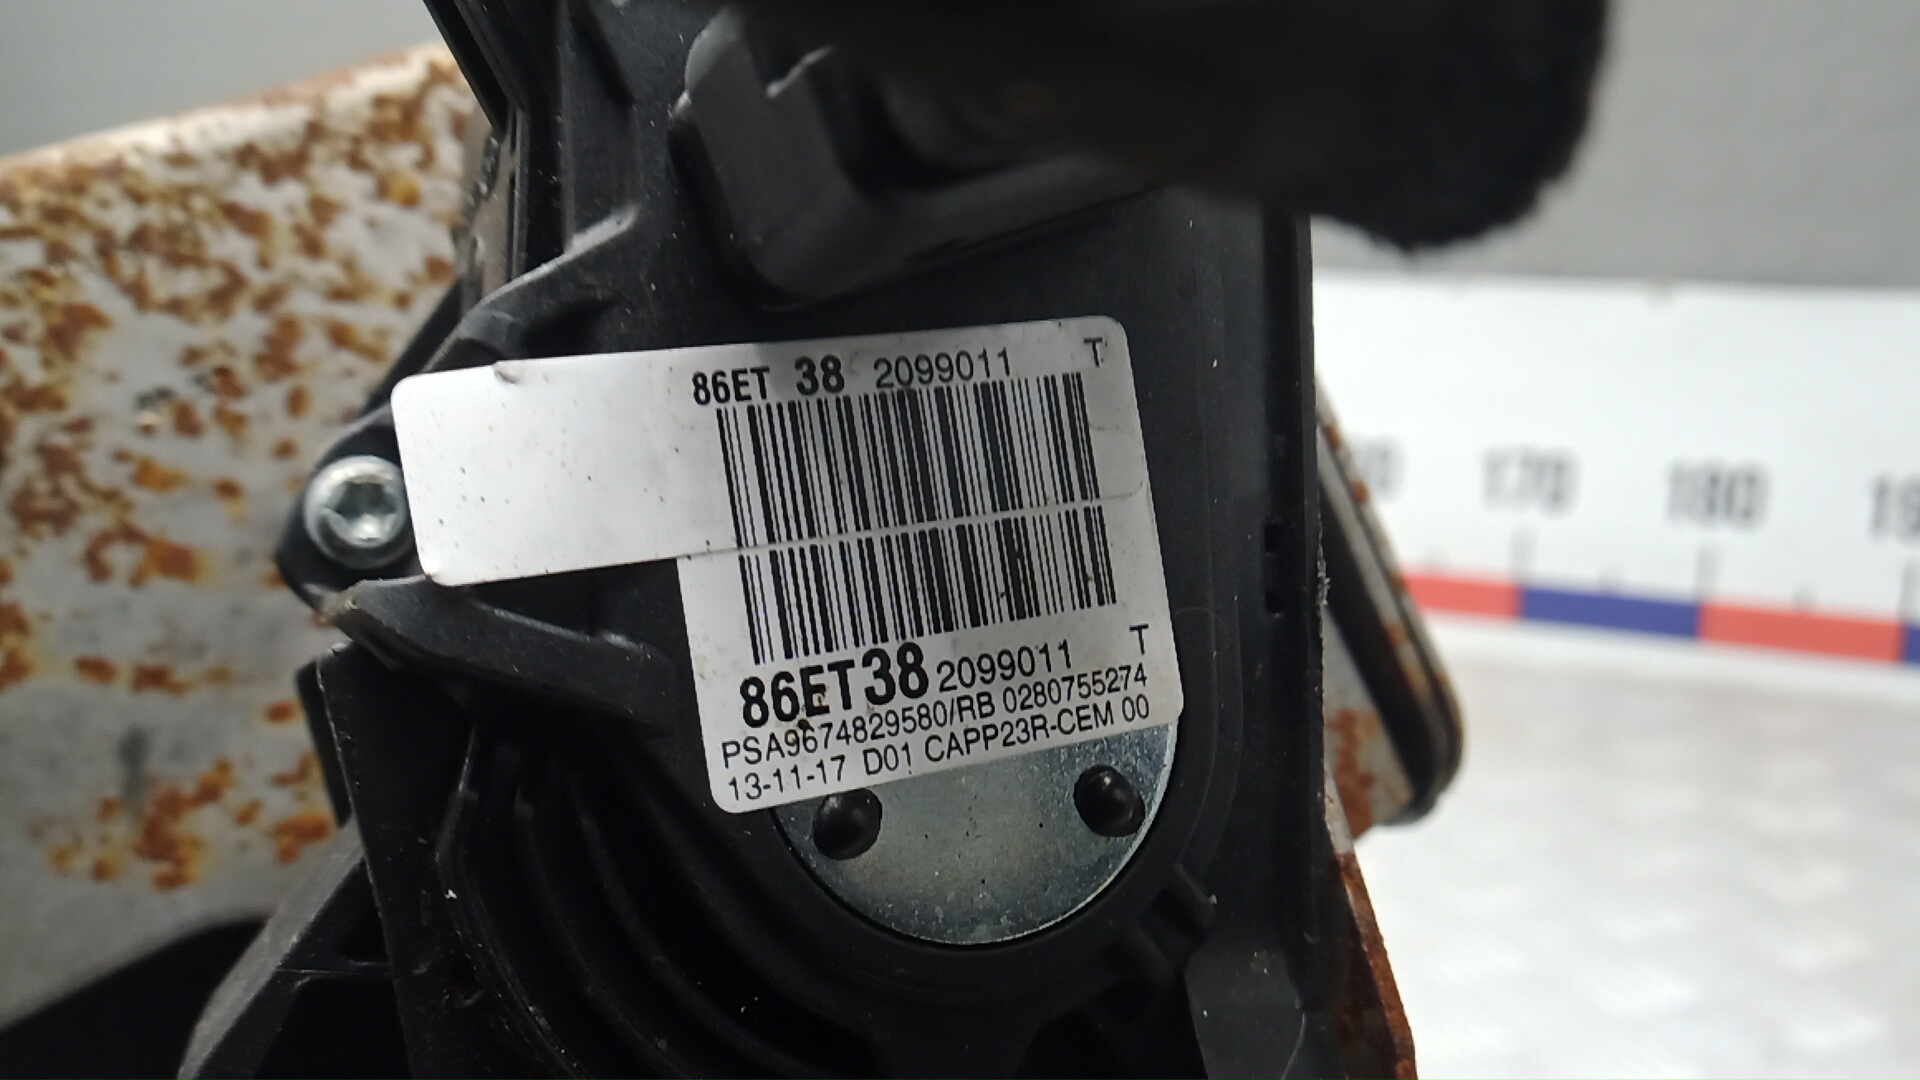 86ET 38 2099011 T
86ET38 2099011 T
PSA9674829580/RB 0280755274
13-11-17 D01 CAPP23R-CEM 00
170 180